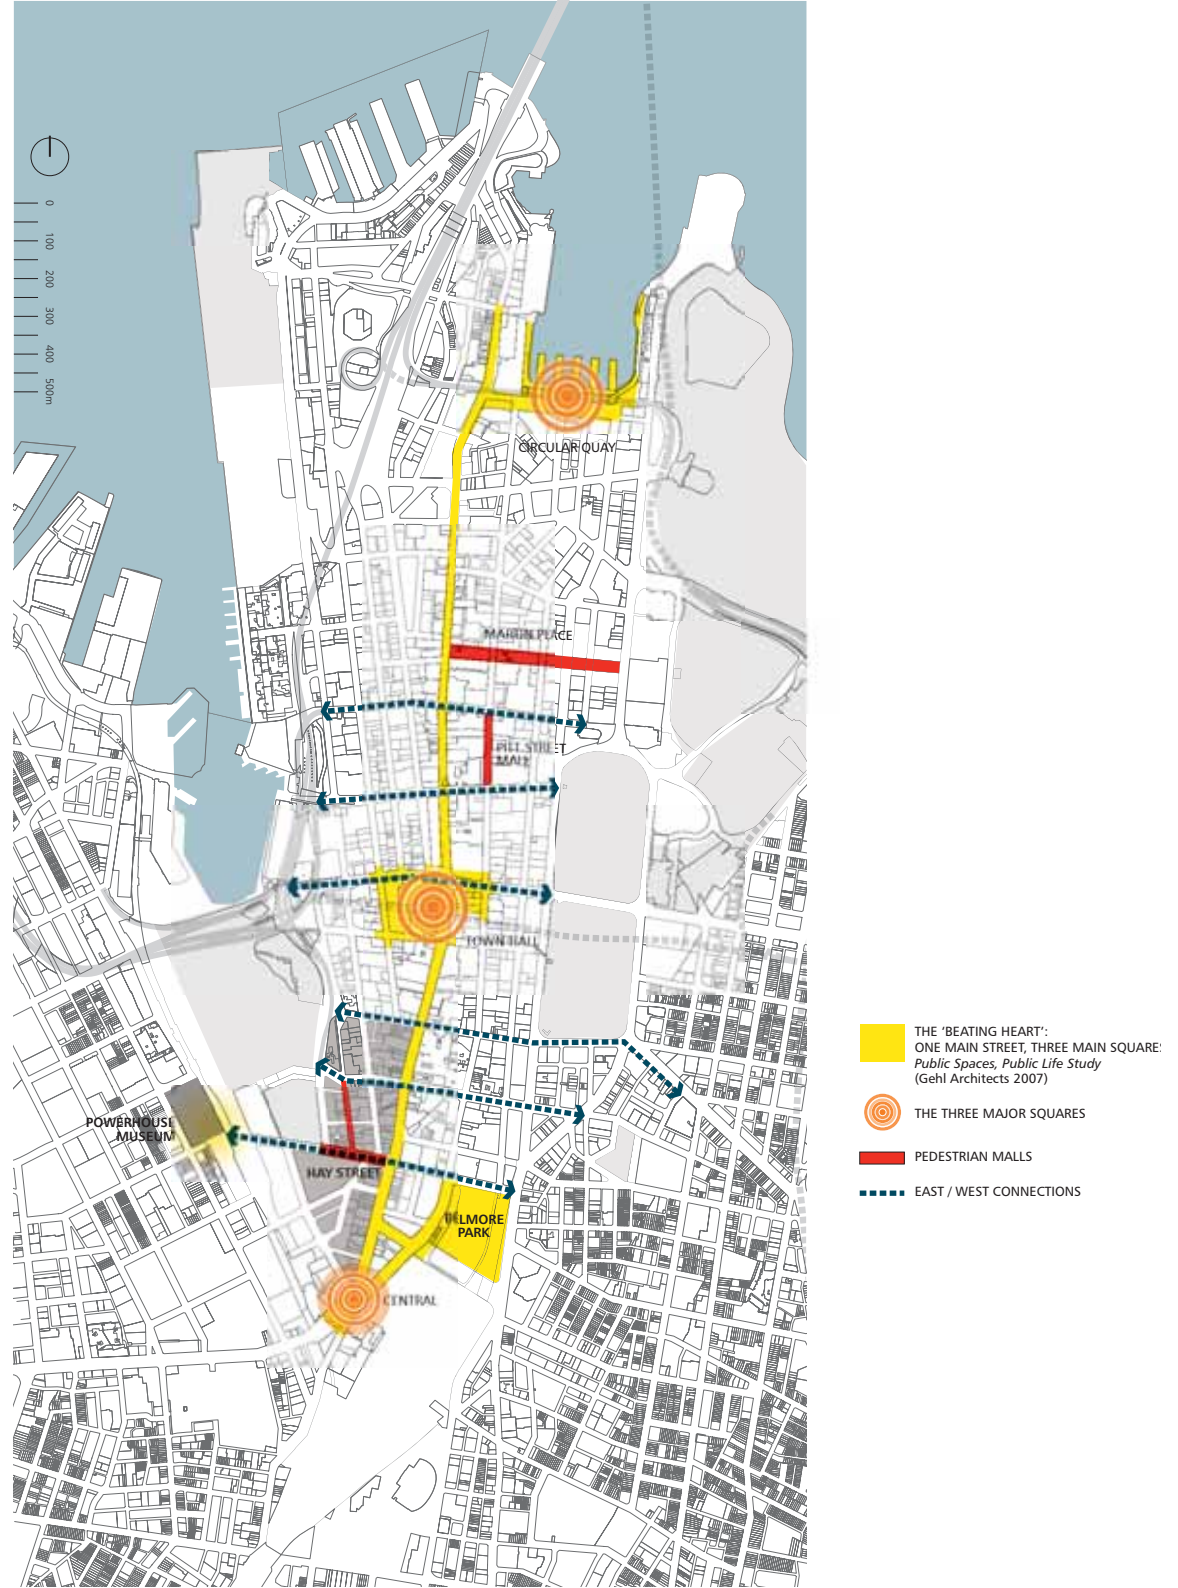 0
100
200
300
400
500m
CIRCULAR QUAY
MARTIN PLACE
PITT STREET
MALL
TOWN HALL
POWERHOUSE
MUSEUM
HAY STREET
BELMORE
PARK
CENTRAL
THE ‘BEATING HEART’:
ONE MAIN STREET, THREE MAIN SQUARES
Public Spaces, Public Life Study
(Gehl Architects 2007)
THE THREE MAJOR SQUARES
PEDESTRIAN MALLS
EAST / WEST CONNECTIONS